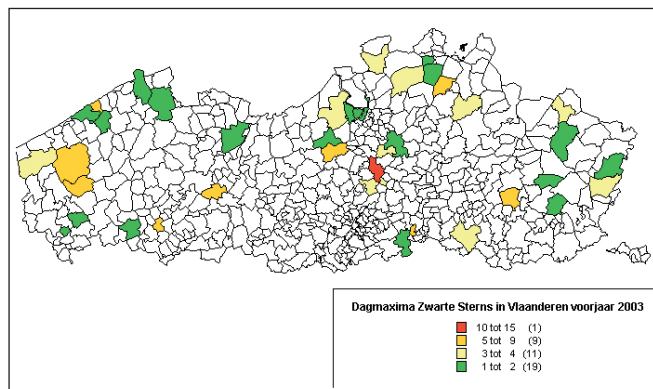 Dagmaxima Zwarte Sterns in Vlaanderen voorjaar 2003
10 tot 15 (1)
5 tot 9 (9)
3 tot 4 (11)
1 tot 2 (19)